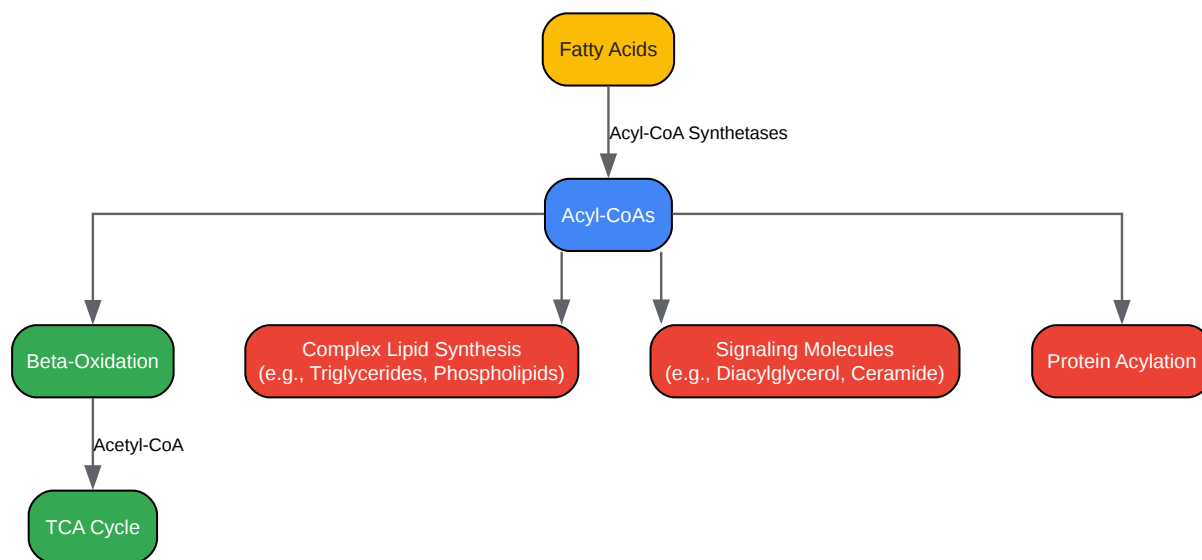 Fatty Acids
Acyl-CoA Synthetases
Acyl-CoAs
Beta-Oxidation
Complex Lipid Synthesis
(e.g., Triglycerides, Phospholipids)
Signaling Molecules
(e.g., Diacylglycerol, Ceramide)
Protein Acylation
Acetyl-CoA
TCA Cycle